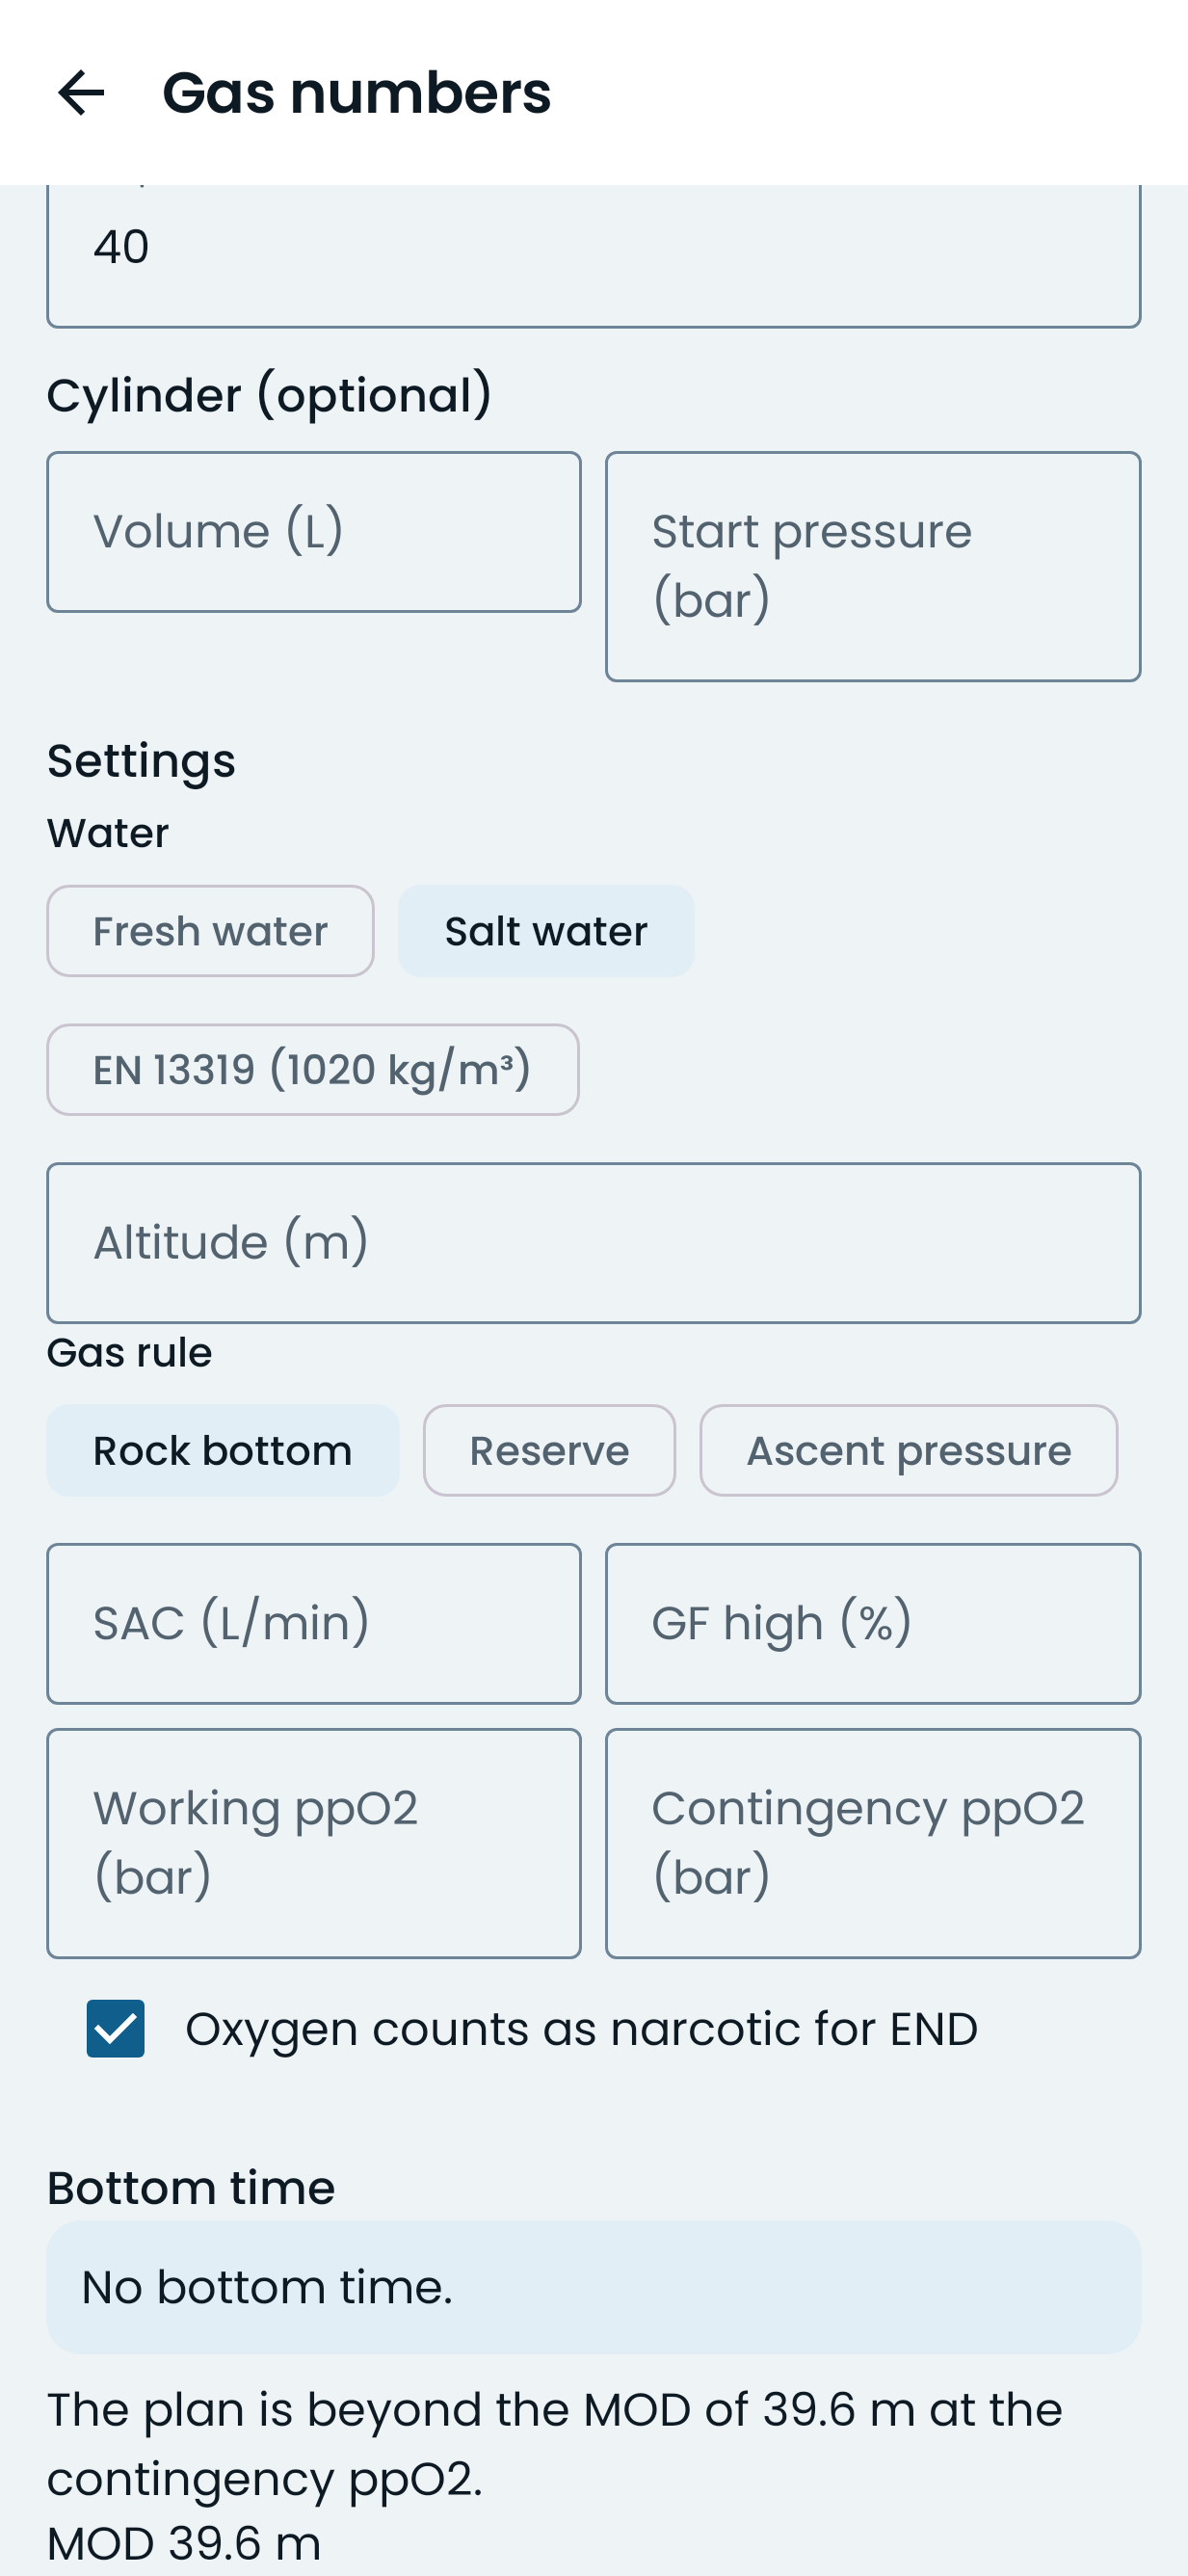 Gas numbers
40
Cylinder (optional)
Volume (L)
Start pressure
(bar)
Settings
Water
Fresh water
Salt water
EN 13319 (1020 kg/m³)
Altitude (m)
Gas rule
Rock bottom
Reserve
Ascent pressure
SAC (L/min)
GF high (%)
Working ppO2
(bar)
Contingency ppO2
(bar)
Oxygen counts as narcotic for END
Bottom time
No bottom time.
The plan is beyond the MOD of 39.6 m at the
contingency ppO2.
MOD 39.6 m